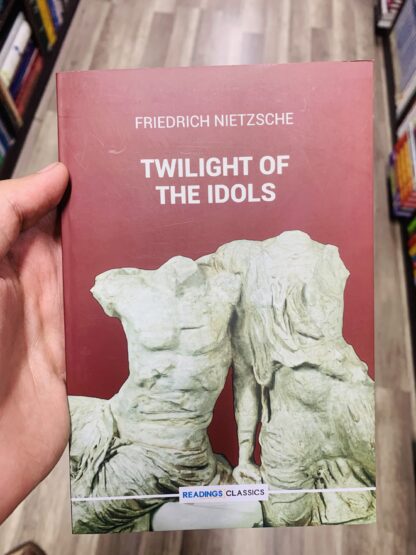 FRIEDRICH NIETZSCHE
TWILIGHT OF
THE IDOLS
READINGS CLASSICS